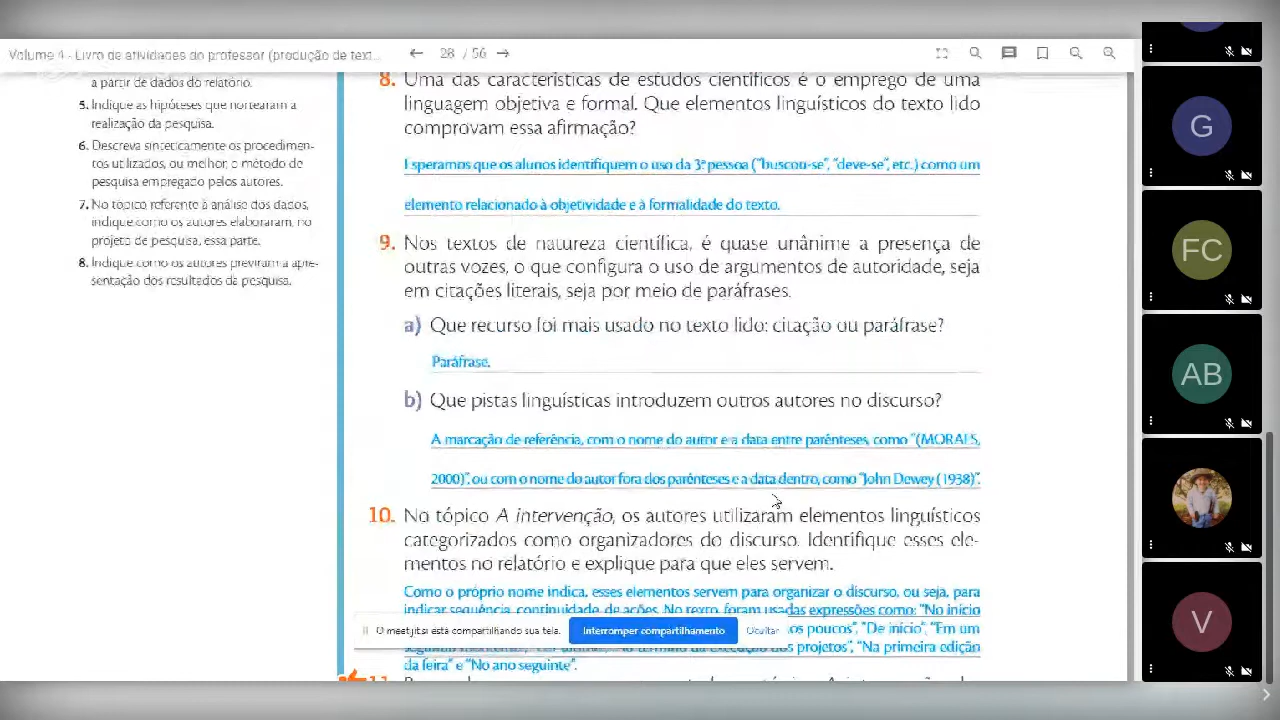 Volume 4 - Livro de atividades do professor (produção de text...
28 / 56
a partir de dados do relatório.
5. Indique as hipóteses que nortearam a
realização da pesquisa.
6. Descreva sinteticamente os procedimen-
tos utilizados, ou melhor, o método de
pesquisa empregado pelos autores.
7. No tópico referente à análise dos dados,
indique como os autores elaboraram, no
projeto de pesquisa, essa parte.
8. Indique como os autores previram a apre-
sentação dos resultados da pesquisa.
8. Uma das características de estudos científicos é o emprego de uma
linguagem objetiva e formal. Que elementos linguísticos do texto lido
comprovam essa afirmação?
Esperamos que os alunos identifiquem o uso da 3ª pessoa ("buscou-se", "deve-se", etc.) como um
elemento relacionado à objetividade e à formalidade do texto.
9. Nos textos de natureza científica, é quase unânime a presença de
outras vozes, o que configura o uso de argumentos de autoridade, seja
em citações literais, seja por meio de paráfrases.
a) Que recurso foi mais usado no texto lido: citação ou paráfrase?
Paráfrase.
b) Que pistas linguísticas introduzem outros autores no discurso?
A marcação de referência, com o nome do autor e a data entre parênteses, como "(MORAES,
2000)", ou com o nome do autor fora dos parênteses e a data dentro, como "John Dewey (1938)".
10. No tópico A intervenção, os autores utilizaram elementos linguísticos
categorizados como organizadores do discurso. Identifique esses ele-
mentos no relatório e explique para que eles servem.
Como o próprio nome indica, esses elementos servem para organizar o discurso, ou seja, para
indicar sequência, continuidade de ações. No texto, foram usadas expressões como: "No início
os poucos", "De início", "Em um
projetos", "Na primeira edição
da feira" e "No ano seguinte".
O meet.jit.si está compartilhando sua tela.
Interromper compartilhamento
Ocultar
G
FC
AB
V